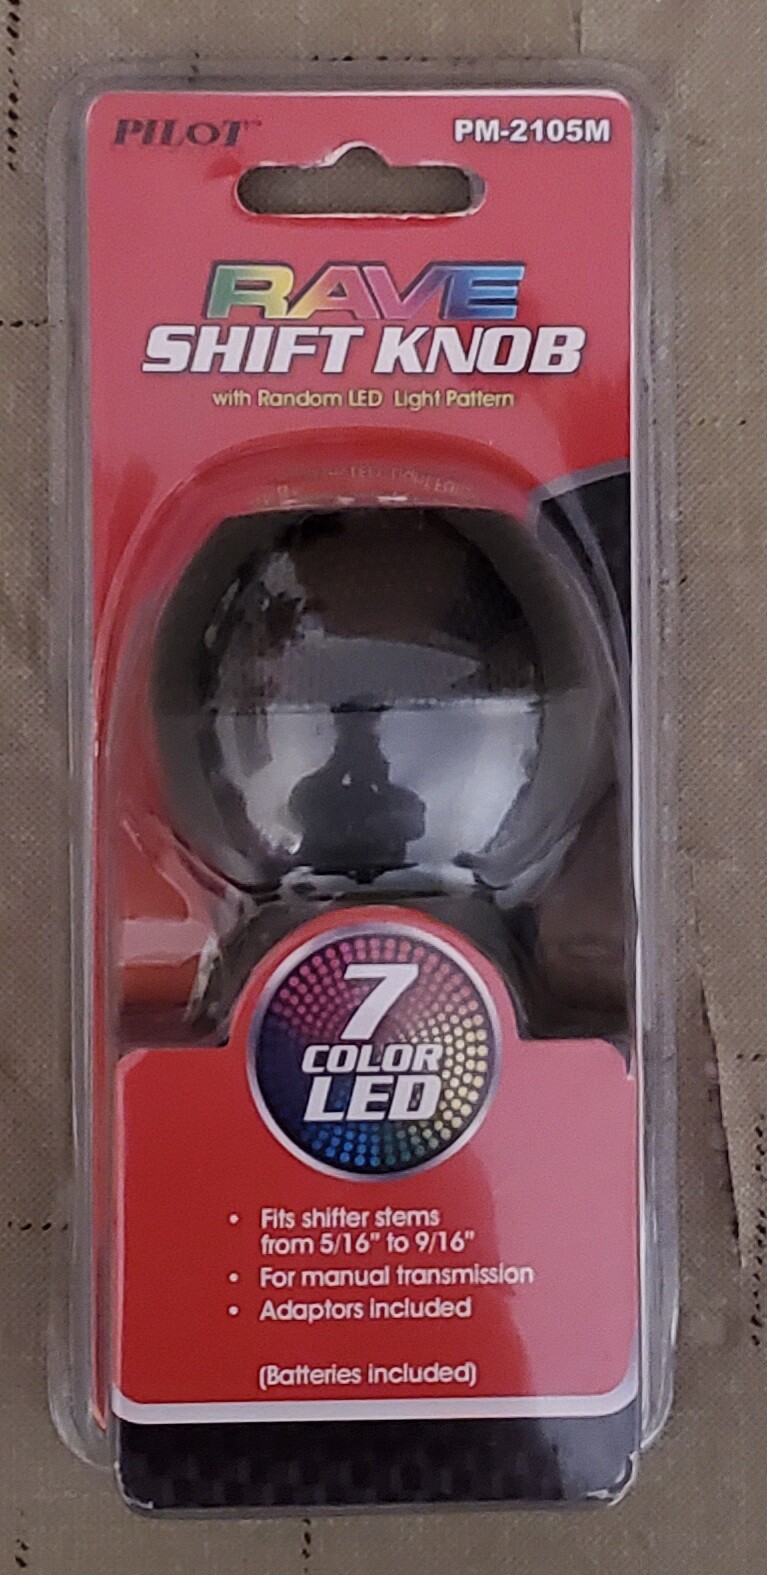 PILOT™ PM-2105M
RAVE
SHIFT KNOB
with Random LED Light Pattern
7
COLOR
LED
• Fits shifter stems
from 5/16" to 9/16"
• For manual transmission
• Adaptors included
(Batteries included)